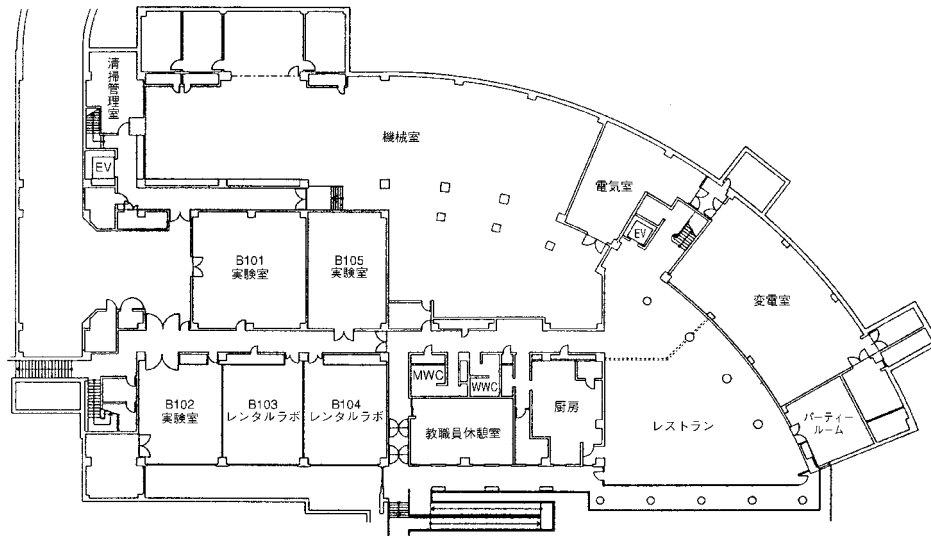 清掃管理室
EV
機械室
電気室
EV
B101
実験室
B105
実験室
変電室
MWC
WWC
B102
実験室
B103
レンタルラボ
B104
レンタルラボ
教職員休憩室
厨房
レストラン
パーティー
ルーム